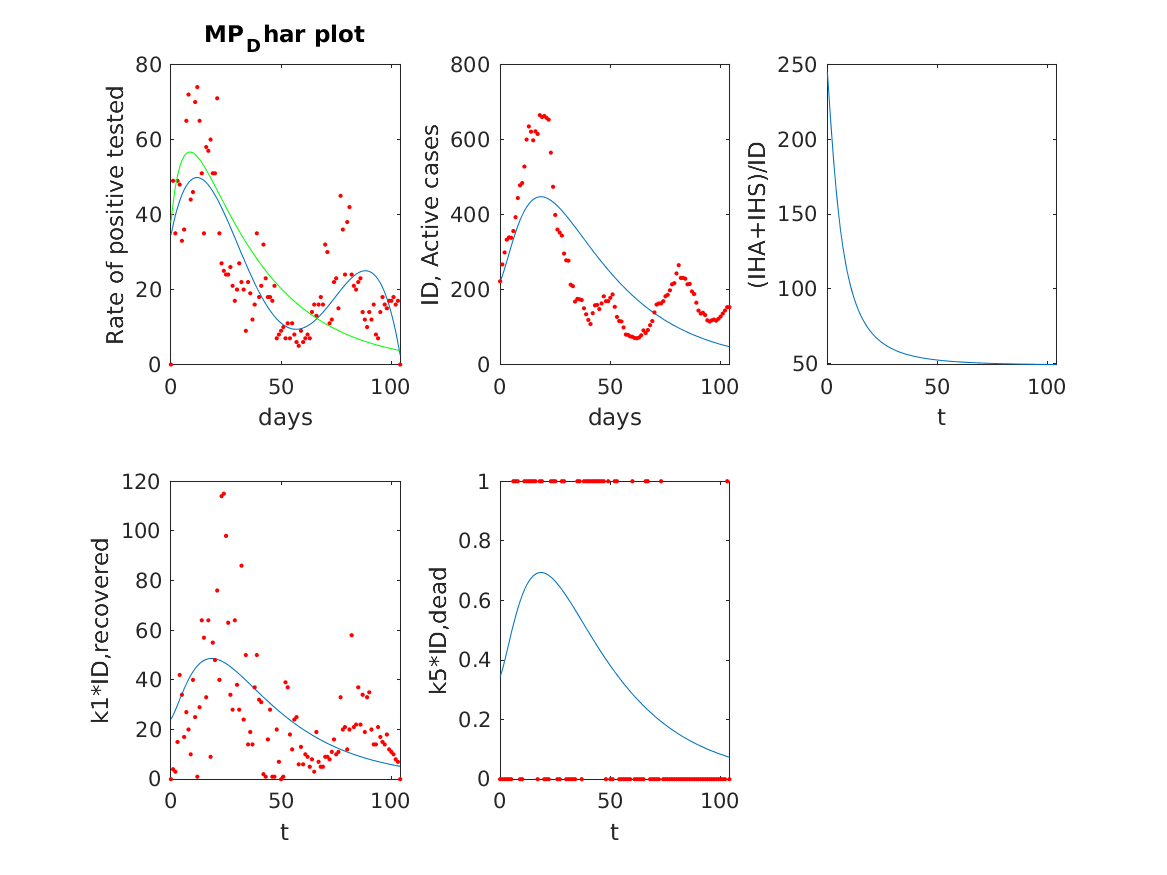 MP_Dhar plot
80
60
40
20
0
Rate of positive tested
0 50 100
days
800
600
400
200
0
ID, Active cases
0 50 100
days
250
200
150
100
50
(IHA+IHS)/ID
0 50 100
t
120
100
80
60
40
20
0
k1*ID,recovered
0 50 100
t
1
0.8
0.6
0.4
0.2
0
k5*ID,dead
0 50 100
t